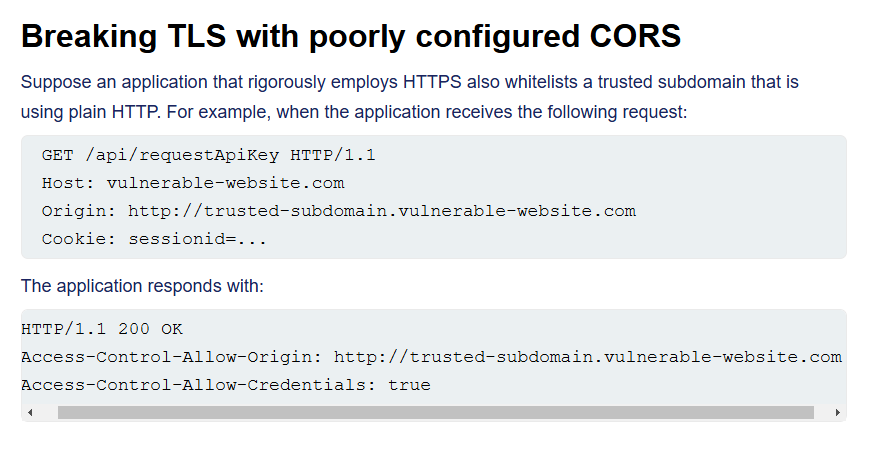 Breaking TLS with poorly configured CORS
Suppose an application that rigorously employs HTTPS also whitelists a trusted subdomain that is
using plain HTTP. For example, when the application receives the following request:
GET /api/requestApiKey HTTP/1.1
Host: vulnerable-website.com
Origin: http://trusted-subdomain.vulnerable-website.com
Cookie: sessionid=...
The application responds with:
HTTP/1.1 200 OK
Access-Control-Allow-Origin: http://trusted-subdomain.vulnerable-website.com
Access-Control-Allow-Credentials: true